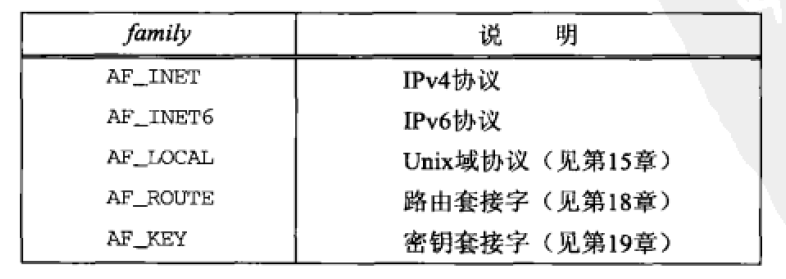 family 说 明
AF_INET IPv4协议
AF_INET6 IPv6协议
AF_LOCAL Unix域协议（见第15章）
AF_ROUTE 路由套接字（见第18章）
AF_KEY 密钥套接字（见第19章）